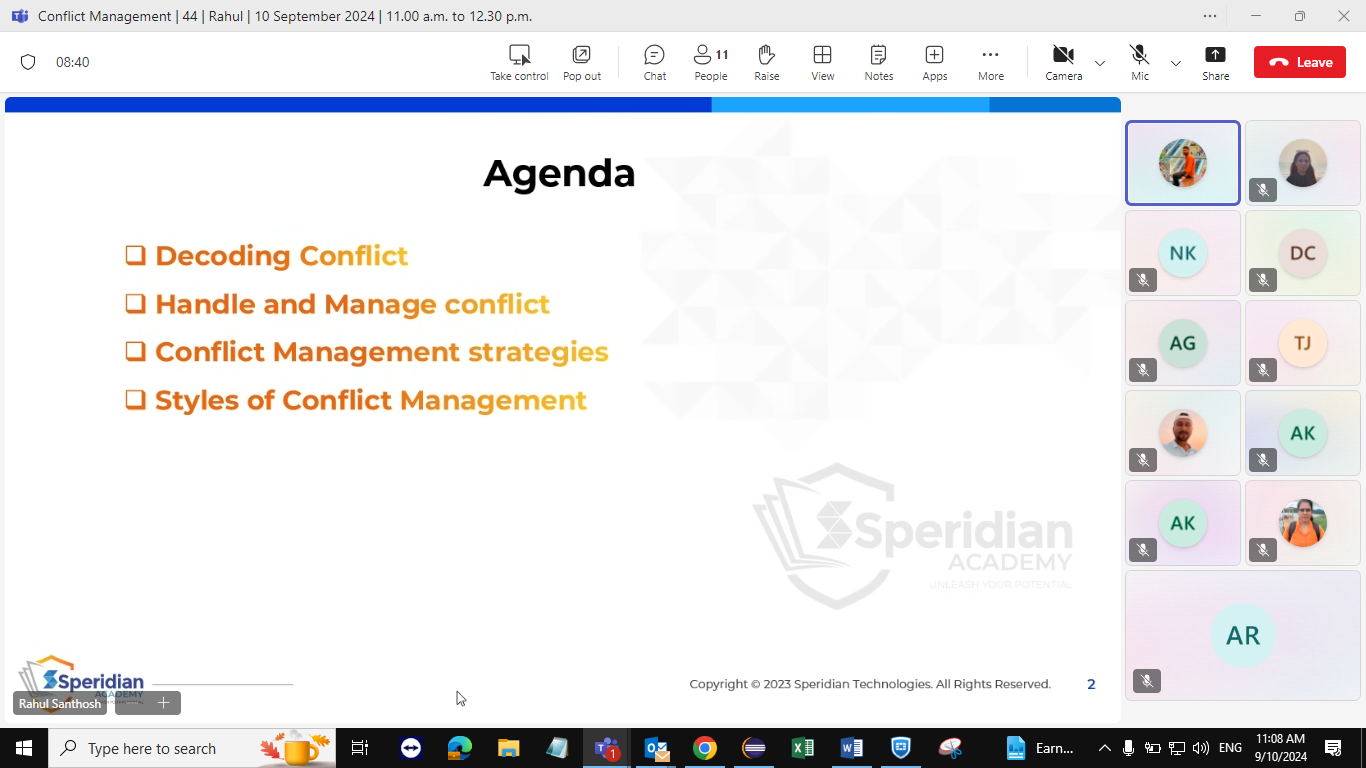 Conflict Management | 44 | Rahul | 10 September 2024 | 11.00 a.m. to 12.30 p.m.
08:40
Take control
Pop out
Chat
11
People
Raise
View
Notes
Apps
More
Camera
Mic
Share
Leave
Agenda
❑ Decoding Conflict
❑ Handle and Manage conflict
❑ Conflict Management strategies
❑ Styles of Conflict Management
Speridian
ACADEMY
UNLEASH YOUR POTENTIAL
Speridian
ACADEMY
Rahul Santhosh
Copyright © 2023 Speridian Technologies. All Rights Reserved.
2
NK
DC
AG
TJ
AK
AK
AR
Type here to search
1
Earn...
ENG
11:08 AM
9/10/2024